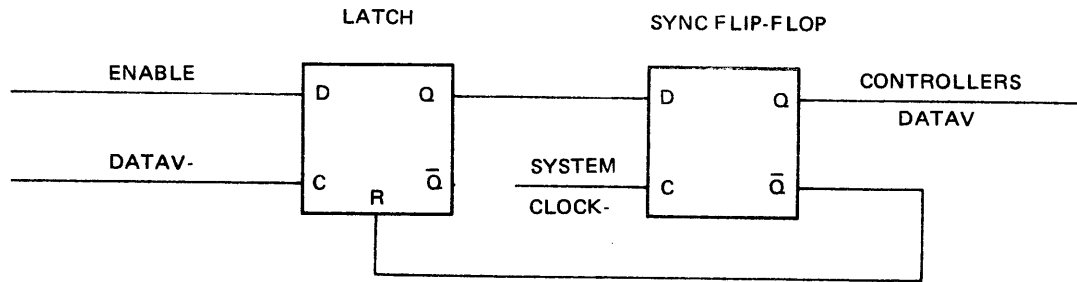 LATCH
SYNC FLIP-FLOP
ENABLE
D
Q
D
Q
CONTROLLERS
DATAV
DATAV-
C
Q̅
R
SYSTEM
CLOCK-
C
Q̅